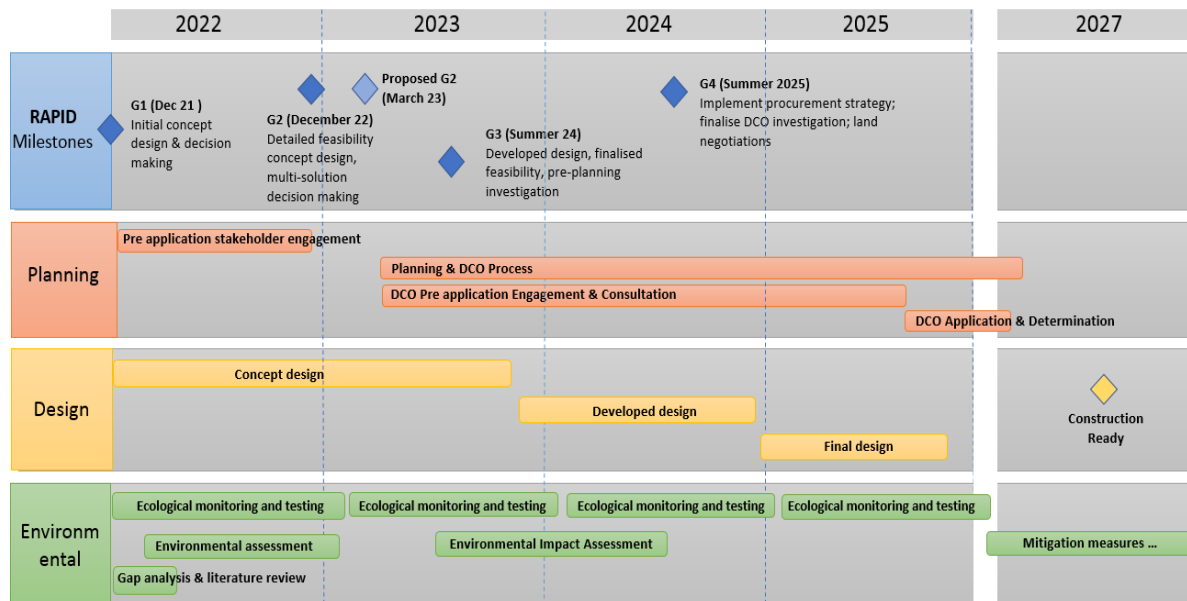 2022 2023 2024 2025 2027
RAPID
Milestones
G1 (Dec 21 )
Initial concept
design & decision
making
G2 (December 22)
Detailed feasibility
concept design,
multi-solution
decision making
Proposed G2
(March 23)
G3 (Summer 24)
Developed design, finalised
feasibility, pre-planning
investigation
G4 (Summer 2025)
Implement procurement strategy;
finalise DCO investigation; land
negotiations
Planning
Pre application stakeholder engagement
Planning & DCO Process
DCO Pre application Engagement & Consultation
DCO Application & Determination
Design
Concept design
Developed design
Final design
Construction
Ready
Environm
ental
Ecological monitoring and testing
Ecological monitoring and testing
Ecological monitoring and testing
Ecological monitoring and testing
Environmental assessment
Environmental Impact Assessment
Mitigation measures ...
Gap analysis & literature review